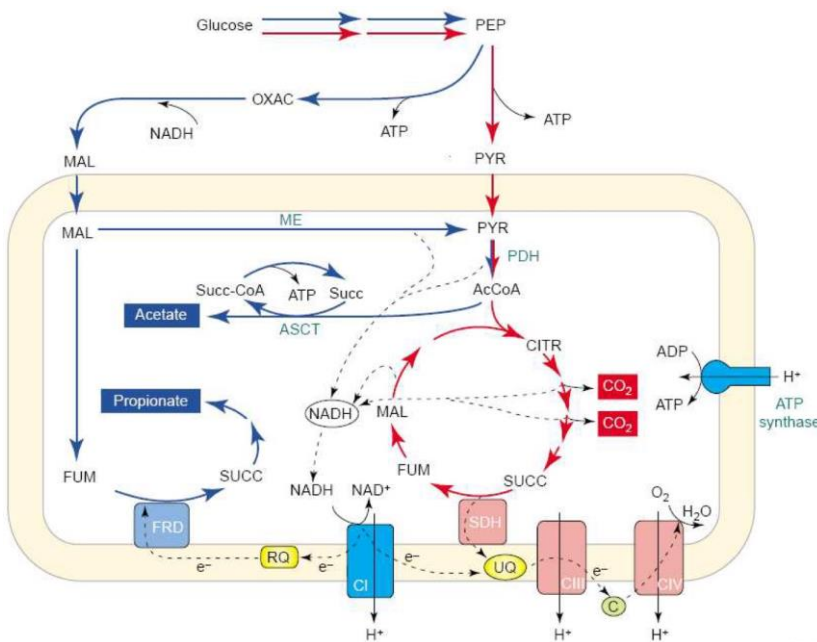 Glucose
PEP
OXAC
NADH
ATP
ATP
MAL
PYR
MAL
ME
PYR
PDH
Succ-CoA
ATP
Succ
AcCoA
Acetate
ASCT
CITR
ADP
H⁺
CO₂
Propionate
NADH
MAL
CO₂
ATP
ATP
synthase
FUM
SUCC
FUM
SUCC
NADH
NAD⁺
O₂
H₂O
FRD
SDH
RQ
UQ
e⁻
e⁻
e⁻
e⁻
CI
CIII
C
CIV
H⁺
H⁺
H⁺